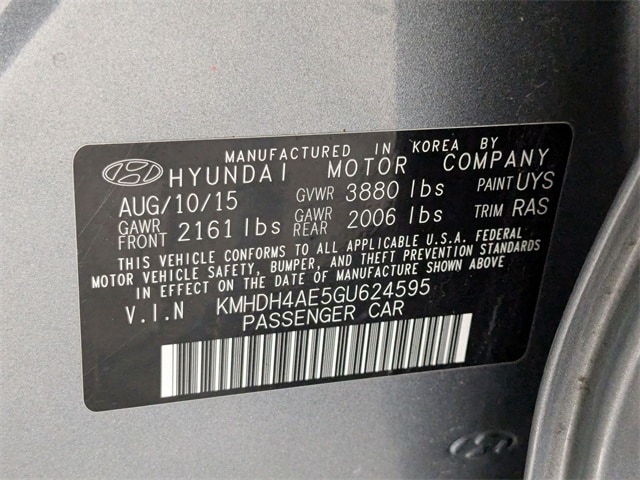 MANUFACTURED IN KOREA BY
HYUNDAI MOTOR COMPANY
AUG/10/15 GVWR 3880 lbs PAINT UYS
GAWR FRONT 2161 lbs GAWR REAR 2006 lbs TRIM RAS
THIS VEHICLE CONFORMS TO ALL APPLICABLE U.S.A. FEDERAL
MOTOR VEHICLE SAFETY, BUMPER, AND THEFT PREVENTION STANDARDS
IN EFFECT ON THE DATE OF MANUFACTURE SHOWN ABOVE
V.I.N KMHDH4AE5GU624595
PASSENGER CAR